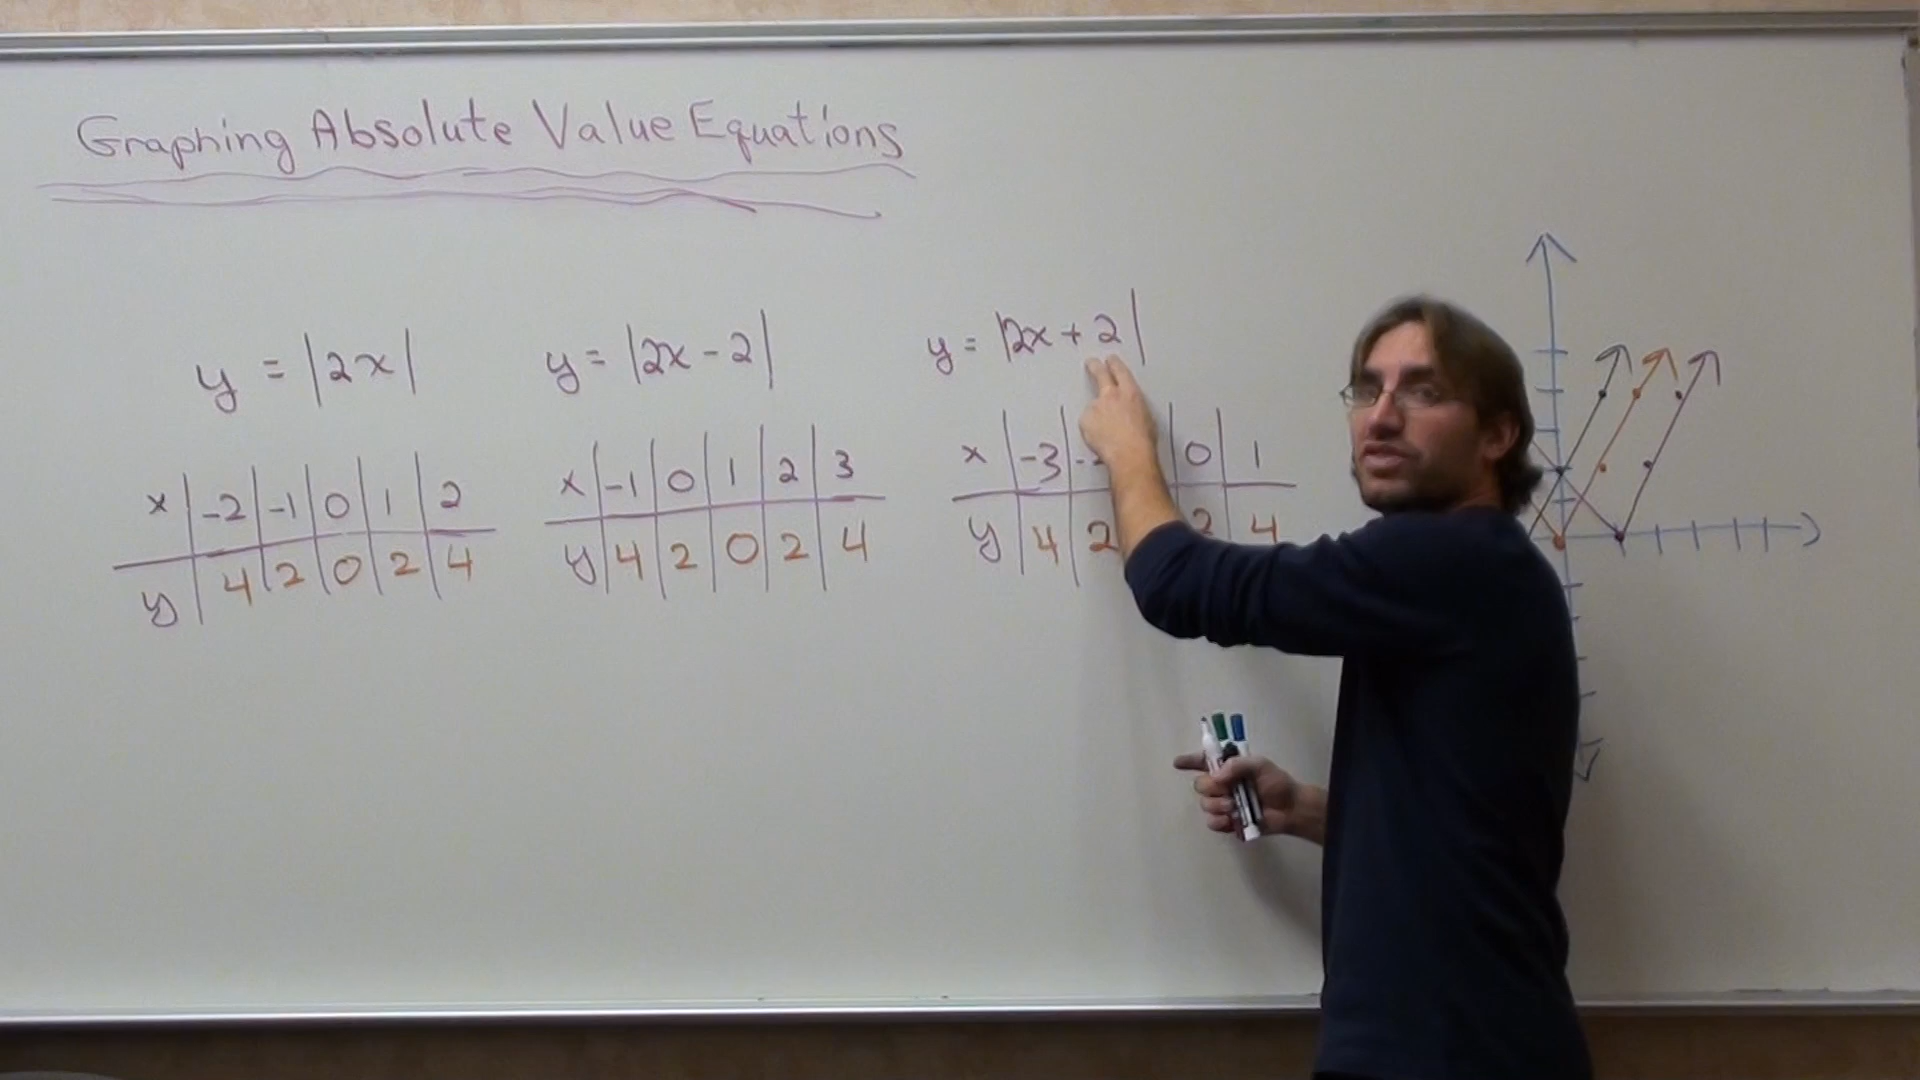 Graphing Absolute Value Equations
y = |2x|
x -2 -1 0 1 2
y 4 2 0 2 4
y = |2x - 2|
x -1 0 1 2 3
y 4 2 0 2 4
y = |2x + 2|
x -3 0 1
y 4 2 2 4